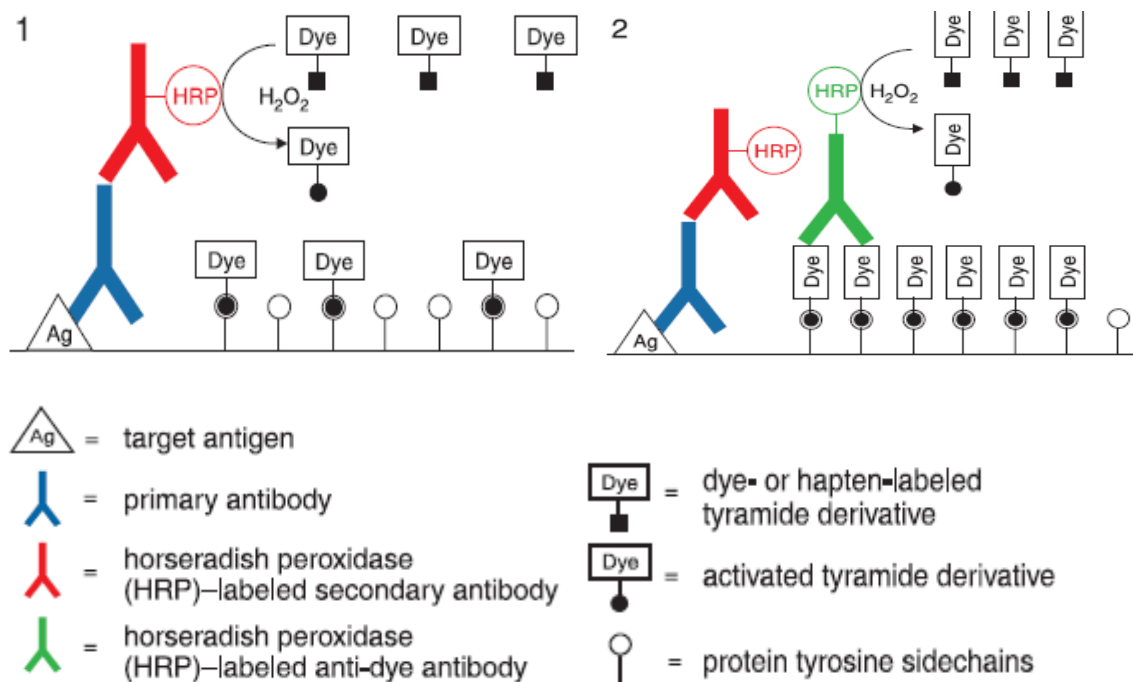 1
Dye
Dye
Dye
HRP
H2O2
Dye
Dye
Dye
Dye
Ag
2
Dye
Dye
Dye
HRP
H2O2
Dye
HRP
Dye
Dye
Dye
Dye
Dye
Dye
Ag
Ag = target antigen
= primary antibody
= horseradish peroxidase
(HRP)–labeled secondary antibody
= horseradish peroxidase
(HRP)–labeled anti-dye antibody
Dye = dye- or hapten-labeled
tyramide derivative
Dye = activated tyramide derivative
= protein tyrosine sidechains